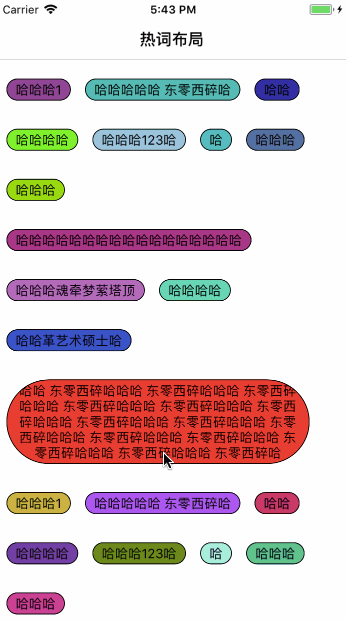 Carrier 5:43 PM
热词布局
哈哈哈1 哈哈哈哈哈 东零西碎哈 哈哈
哈哈哈哈 哈哈哈123哈 哈 哈哈哈
哈哈哈
哈哈哈哈哈哈哈哈哈哈哈哈哈哈哈哈哈
哈哈哈魂牵梦萦塔顶 哈哈哈哈
哈哈革艺术硕士哈
哈哈 东零西碎哈哈哈 东零西碎哈哈哈 东零西碎
哈哈哈 东零西碎哈哈哈 东零西碎哈哈哈 东零西
碎哈哈哈 东零西碎哈哈哈 东零西碎哈哈哈 东零
西碎哈哈哈 东零西碎哈哈哈 东零西碎哈哈哈 东
零西碎哈哈哈 东零西碎哈哈哈 东零西碎哈
哈哈哈1 哈哈哈哈哈 东零西碎哈 哈哈
哈哈哈哈 哈哈哈123哈 哈 哈哈哈
哈哈哈